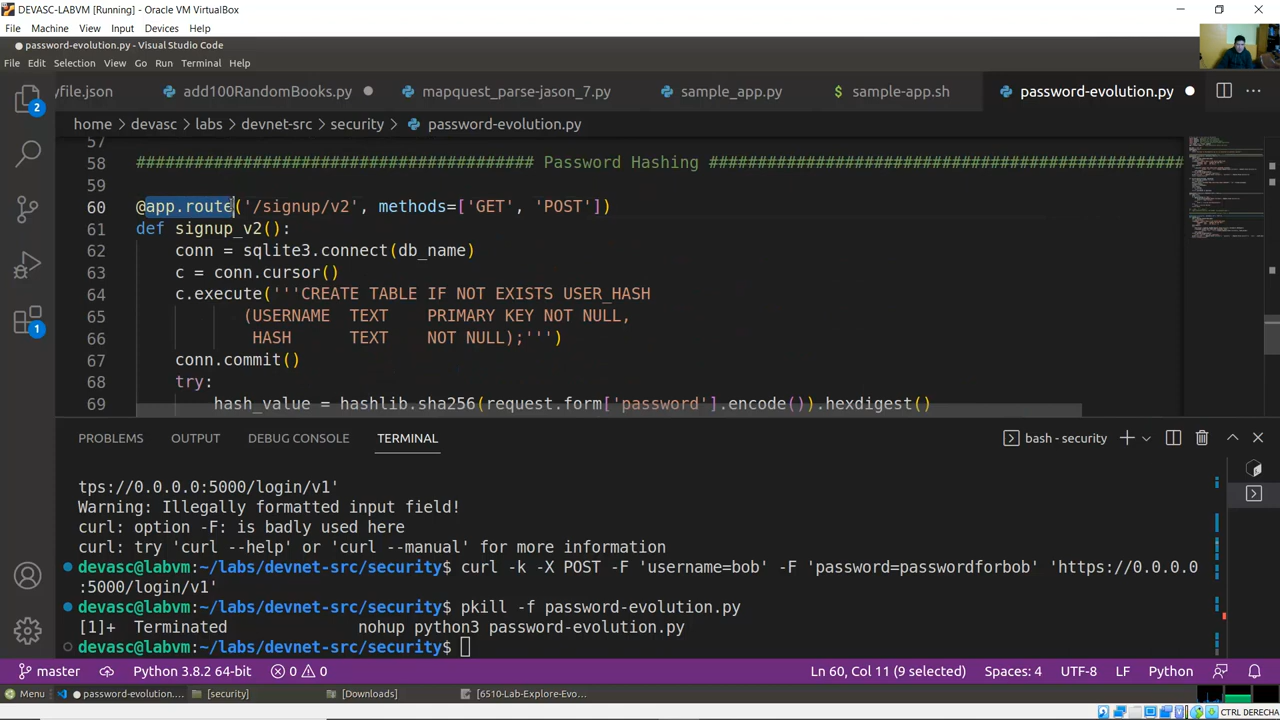 DEVASC-LABVM [Running] - Oracle VM VirtualBox
File Machine View Input Devices Help
password-evolution.py - Visual Studio Code
File Edit Selection View Go Run Terminal Help
yfile.json add100RandomBooks.py mapquest_parse-jason_7.py sample_app.py sample-app.sh password-evolution.py
home > devasc > labs > devnet-src > security > password-evolution.py
57
58 ################################### Password Hashing #########################################
59
60 @app.route('/signup/v2', methods=['GET', 'POST'])
61 def signup_v2():
62 conn = sqlite3.connect(db_name)
63 c = conn.cursor()
64 c.execute('''CREATE TABLE IF NOT EXISTS USER_HASH
65 (USERNAME TEXT PRIMARY KEY NOT NULL,
66 HASH TEXT NOT NULL);''')
67 conn.commit()
68 try:
69 hash_value = hashlib.sha256(request.form['password'].encode()).hexdigest()
PROBLEMS OUTPUT DEBUG CONSOLE TERMINAL bash - security
tps://0.0.0.0:5000/login/v1'
Warning: Illegally formatted input field!
curl: option -F: is badly used here
curl: try 'curl --help' or 'curl --manual' for more information
devasc@labvm:~/labs/devnet-src/security$ curl -k -X POST -F 'username=bob' -F 'password=passwordforbob' 'https://0.0.0.0
:5000/login/v1'
devasc@labvm:~/labs/devnet-src/security$ pkill -f password-evolution.py
[1]+ Terminated nohup python3 password-evolution.py
devasc@labvm:~/labs/devnet-src/security$
2
1
master Python 3.8.2 64-bit 0 0 Ln 60, Col 11 (9 selected) Spaces: 4 UTF-8 LF Python
Menu password-evolution.... [security] [Downloads] [6510-Lab-Explore-Evo...
CTRL DERECHA